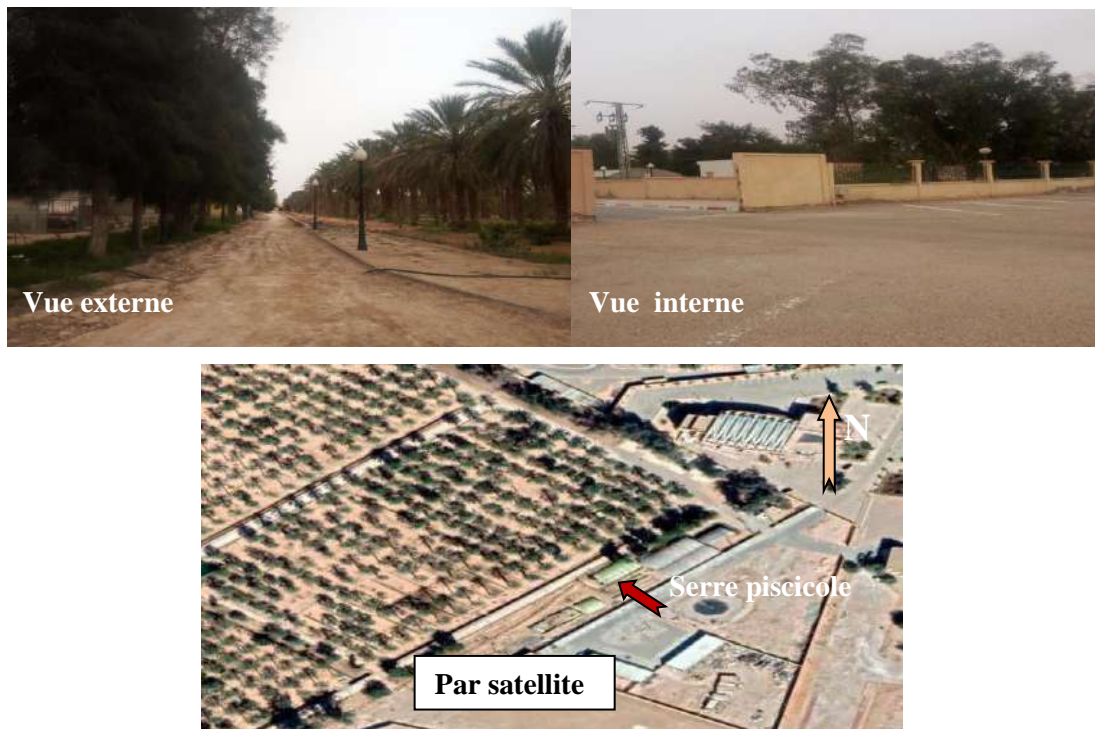 Vue externe
Vue interne
N
Serre piscicole
Par satellite